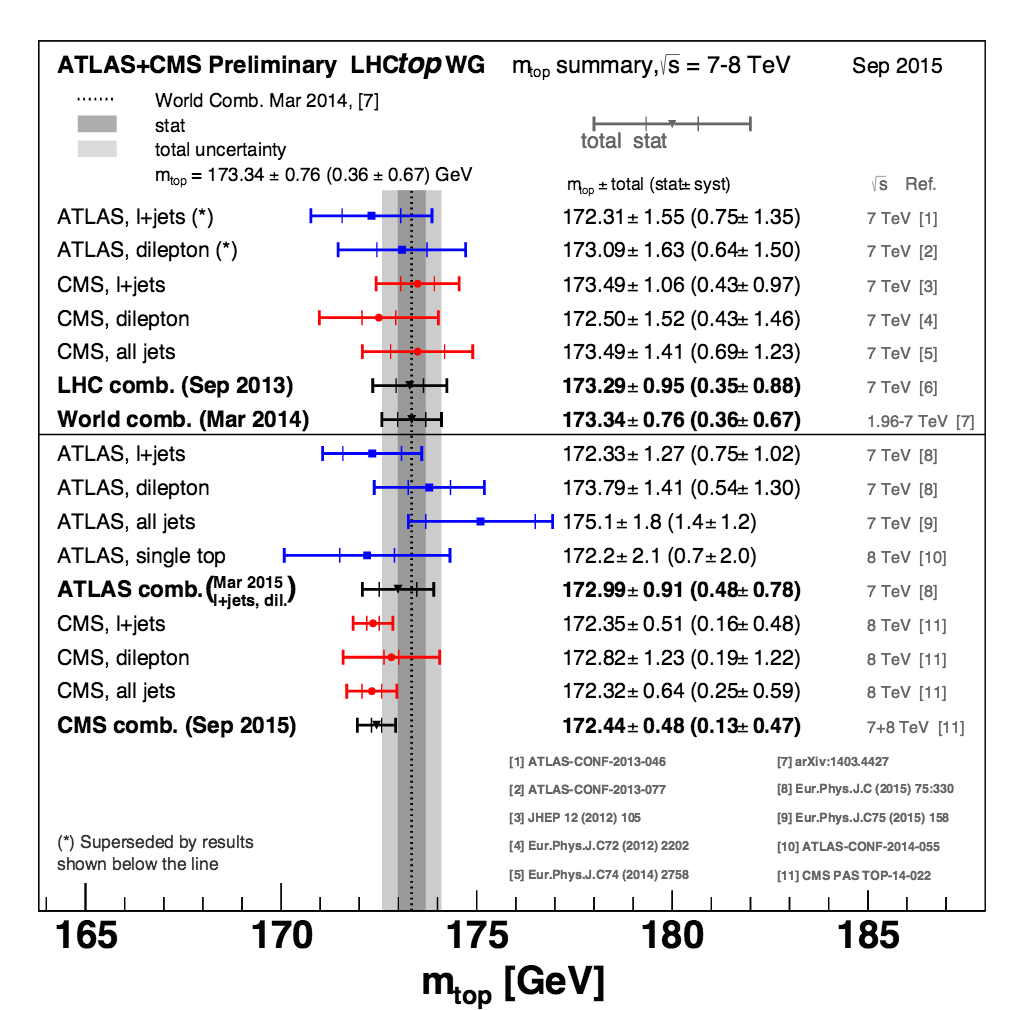 ATLAS+CMS Preliminary LHCtopWG m_top summary, √s = 7-8 TeV Sep 2015
World Comb. Mar 2014, [7]
stat
total uncertainty
m_top = 173.34 ± 0.76 (0.36 ± 0.67) GeV
total stat
m_top ± total (stat± syst) √s Ref.
ATLAS, l+jets (*) 172.31± 1.55 (0.75± 1.35) 7 TeV [1]
ATLAS, dilepton (*) 173.09± 1.63 (0.64± 1.50) 7 TeV [2]
CMS, l+jets 173.49± 1.06 (0.43± 0.97) 7 TeV [3]
CMS, dilepton 172.50± 1.52 (0.43± 1.46) 7 TeV [4]
CMS, all jets 173.49± 1.41 (0.69± 1.23) 7 TeV [5]
LHC comb. (Sep 2013) 173.29± 0.95 (0.35± 0.88) 7 TeV [6]
World comb. (Mar 2014) 173.34± 0.76 (0.36± 0.67) 1.96-7 TeV [7]
ATLAS, l+jets 172.33± 1.27 (0.75± 1.02) 7 TeV [8]
ATLAS, dilepton 173.79± 1.41 (0.54± 1.30) 7 TeV [8]
ATLAS, all jets 175.1± 1.8 (1.4± 1.2) 7 TeV [9]
ATLAS, single top 172.2± 2.1 (0.7± 2.0) 8 TeV [10]
ATLAS comb. (Mar 2015 l+jets, dil.) 172.99± 0.91 (0.48± 0.78) 7 TeV [8]
CMS, l+jets 172.35± 0.51 (0.16± 0.48) 8 TeV [11]
CMS, dilepton 172.82± 1.23 (0.19± 1.22) 8 TeV [11]
CMS, all jets 172.32± 0.64 (0.25± 0.59) 8 TeV [11]
CMS comb. (Sep 2015) 172.44± 0.48 (0.13± 0.47) 7+8 TeV [11]
[1] ATLAS-CONF-2013-046
[2] ATLAS-CONF-2013-077
[3] JHEP 12 (2012) 105
[4] Eur.Phys.J.C72 (2012) 2202
[5] Eur.Phys.J.C74 (2014) 2758
[7] arXiv:1403.4427
[8] Eur.Phys.J.C (2015) 75:330
[9] Eur.Phys.J.C75 (2015) 158
[10] ATLAS-CONF-2014-055
[11] CMS PAS TOP-14-022
(*) Superseded by results
shown below the line
165 170 175 180 185
m_top [GeV]